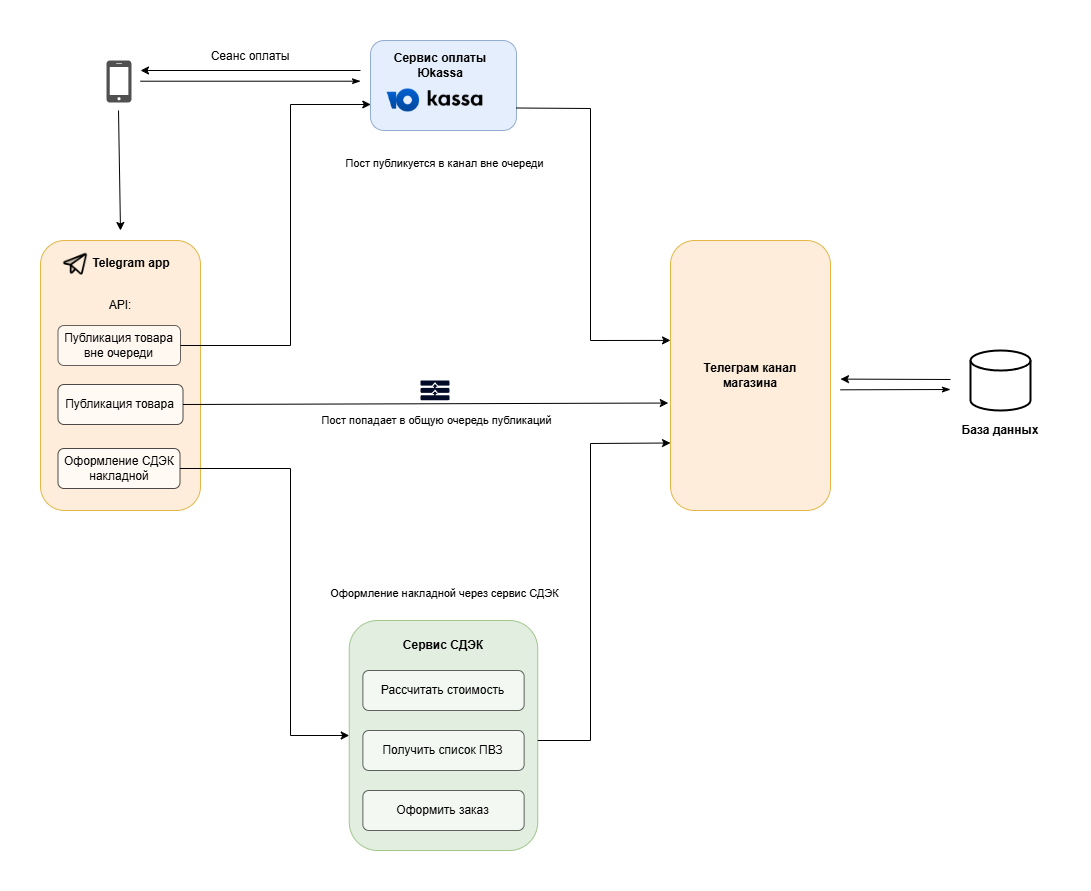 Сеанс оплаты
Сервис оплаты
Юkassa
Ю kassa
Пост публикуется в канал вне очереди
Telegram app
API:
Публикация товара
вне очереди
Публикация товара
Оформление СДЭК
накладной
Пост попадает в общую очередь публикаций
Телеграм канал
магазина
База данных
Оформление накладной через сервис СДЭК
Сервис СДЭК
Рассчитать стоимость
Получить список ПВЗ
Оформить заказ